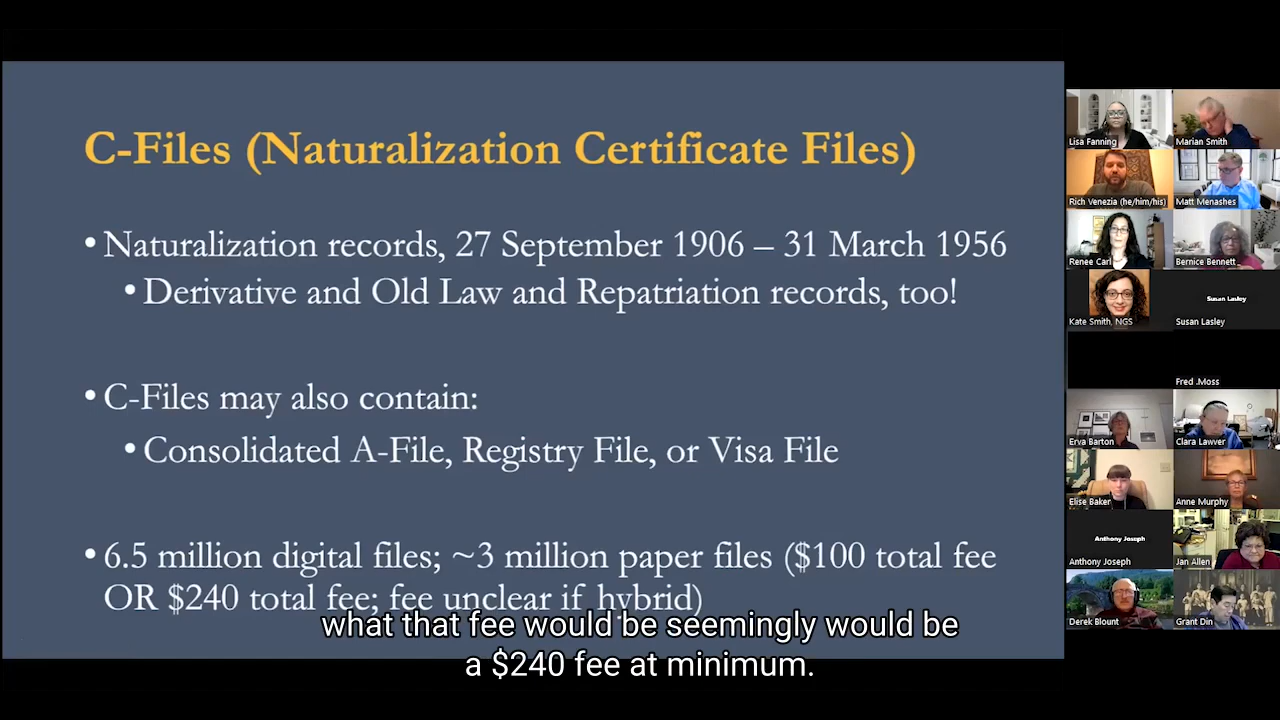 C-Files (Naturalization Certificate Files)
• Naturalization records, 27 September 1906 – 31 March 1956
• Derivative and Old Law and Repatriation records, too!
• C-Files may also contain:
• Consolidated A-File, Registry File, or Visa File
• 6.5 million digital files; ~3 million paper files ($100 total fee
OR $240 total fee; fee unclear if hybrid)
what that fee would be seemingly would be
a $240 fee at minimum.
Lisa Fanning
Marian Smith
Rich Venezia (he/him/his)
Matt Menashes
Renee Carl
Bernice Bennett
Kate Smith, NGS
Susan Lasley
Susan Lasley
Fred .Moss
Erva Barton
Clara Lawver
Elise Baker
Anne Murphy
Anthony Joseph
Anthony Joseph
Jan Allen
Derek Blount
Grant Din